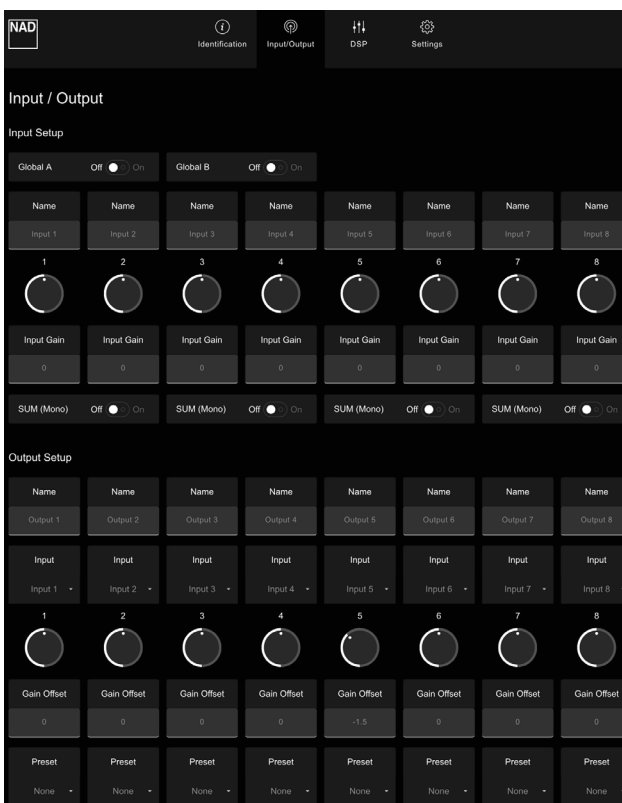 NAD
Identification Input/Output DSP Settings
Input / Output
Input Setup
Global A Off On Global B Off On
Name Name Name Name Name Name Name Name
Input 1 Input 2 Input 3 Input 4 Input 5 Input 6 Input 7 Input 8
1 2 3 4 5 6 7 8
Input Gain Input Gain Input Gain Input Gain Input Gain Input Gain Input Gain Input Gain
0 0 0 0 0 0 0 0
SUM (Mono) Off On SUM (Mono) Off On SUM (Mono) Off On SUM (Mono) Off On
Output Setup
Name Name Name Name Name Name Name Name
Output 1 Output 2 Output 3 Output 4 Output 5 Output 6 Output 7 Output 8
Input Input Input Input Input Input Input Input
Input 1 Input 2 Input 3 Input 4 Input 5 Input 6 Input 7 Input 8
1 2 3 4 5 6 7 8
Gain Offset Gain Offset Gain Offset Gain Offset Gain Offset Gain Offset Gain Offset Gain Offset
0 0 0 0 -1.5 0 0 0
Preset Preset Preset Preset Preset Preset Preset Preset
None None None None None None None None